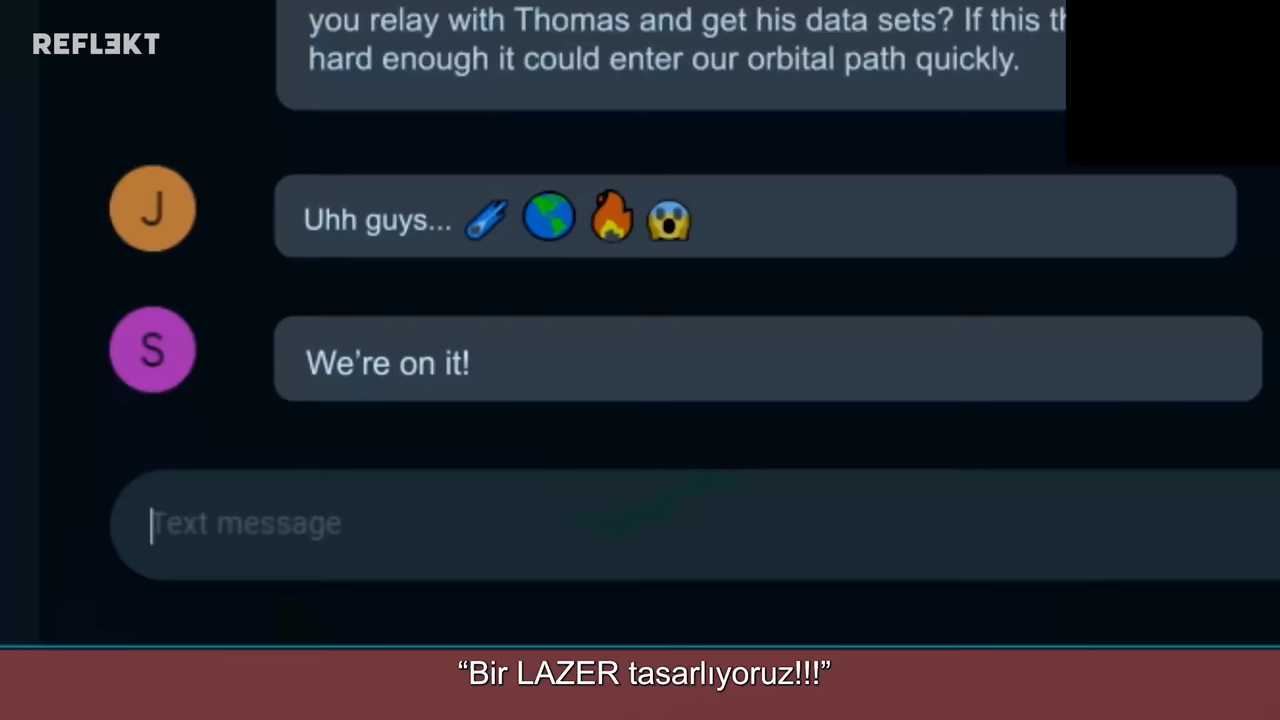 REFLEKT
you relay with Thomas and get his data sets? If this
hard enough it could enter our orbital path quickly.
J
Uhh guys... ☄️ 🌎 🔥 😱
S
We're on it!
Text message
“Bir LAZER tasarlıyoruz!!!”